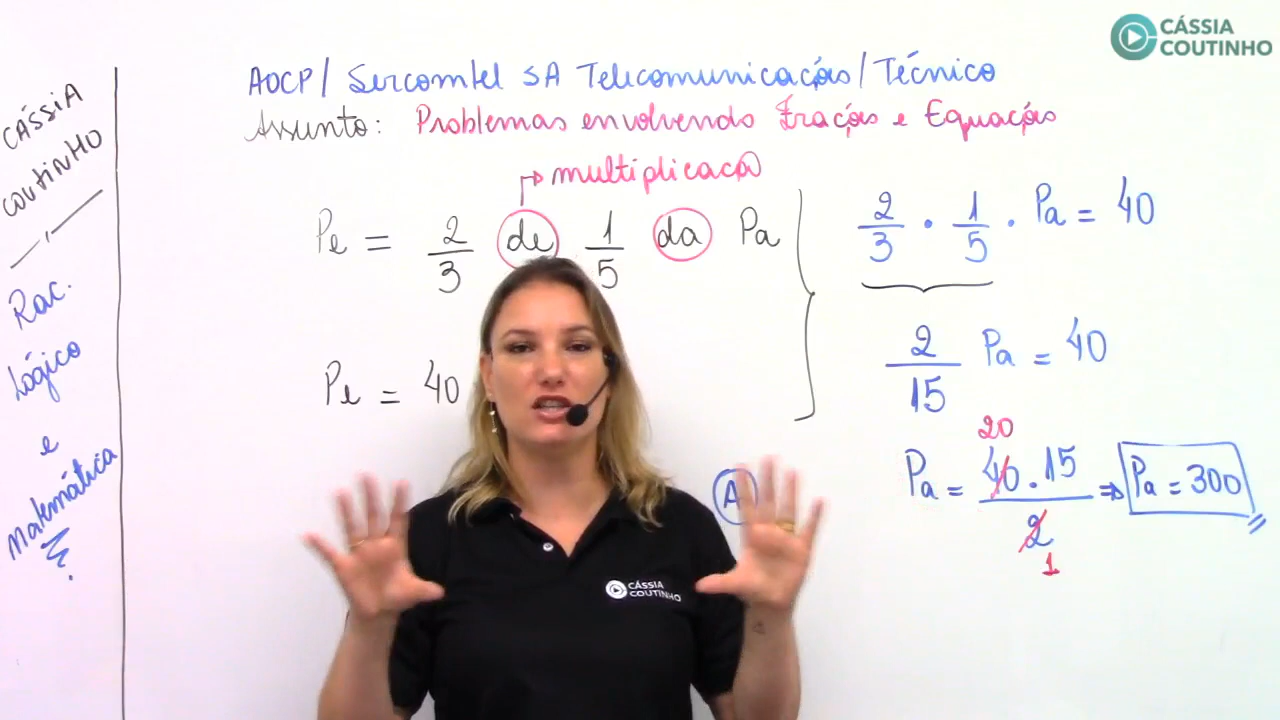 CÁSSIA
COUTINHO
AOCP/ Sercomtel SA Telecomunicações/Técnico
Assunto: Problemas envolvendo Frações e Equações
CÁSSIA
COUTINHO
Rac.
Lógico
e
Matemática
multiplicaca
Pe = 2/3 de 1/5 da Pa
Pe = 40
A
2/3 . 1/5 . Pa = 40
2/15 Pa = 40
20
Pa = 40 . 15 / 2 ⇒ Pa = 300
1
CÁSSIA
COUTINHO